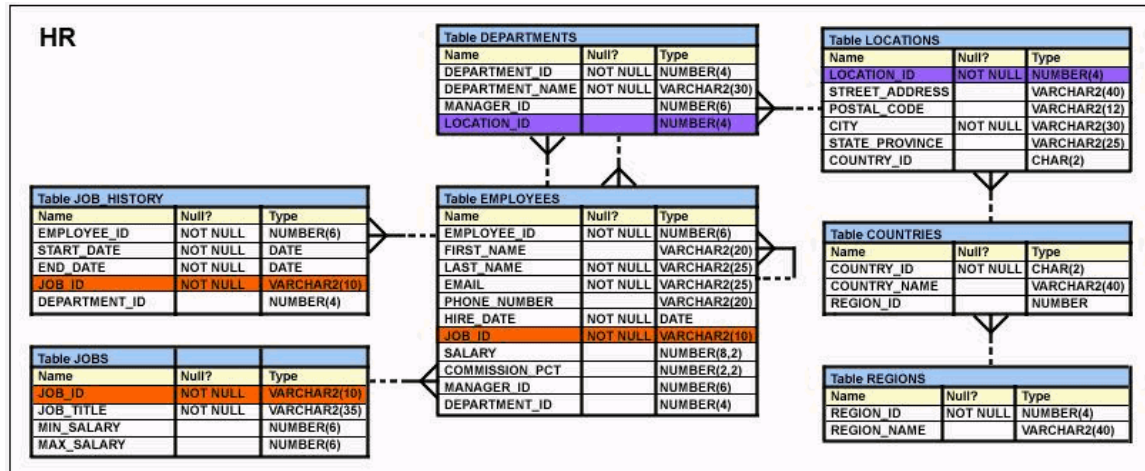 HR
Table DEPARTMENTS
Name Null? Type
DEPARTMENT_ID NOT NULL NUMBER(4)
DEPARTMENT_NAME NOT NULL VARCHAR2(30)
MANAGER_ID NUMBER(6)
LOCATION_ID NUMBER(4)
Table LOCATIONS
Name Null? Type
LOCATION_ID NOT NULL NUMBER(4)
STREET_ADDRESS VARCHAR2(40)
POSTAL_CODE VARCHAR2(12)
CITY NOT NULL VARCHAR2(30)
STATE_PROVINCE VARCHAR2(25)
COUNTRY_ID CHAR(2)
Table JOB_HISTORY
Name Null? Type
EMPLOYEE_ID NOT NULL NUMBER(6)
START_DATE NOT NULL DATE
END_DATE NOT NULL DATE
JOB_ID NOT NULL VARCHAR2(10)
DEPARTMENT_ID NUMBER(4)
Table EMPLOYEES
Name Null? Type
EMPLOYEE_ID NOT NULL NUMBER(6)
FIRST_NAME VARCHAR2(20)
LAST_NAME NOT NULL VARCHAR2(25)
EMAIL NOT NULL VARCHAR2(25)
PHONE_NUMBER VARCHAR2(20)
HIRE_DATE NOT NULL DATE
JOB_ID NOT NULL VARCHAR2(10)
SALARY NUMBER(8,2)
COMMISSION_PCT NUMBER(2,2)
MANAGER_ID NUMBER(6)
DEPARTMENT_ID NUMBER(4)
Table COUNTRIES
Name Null? Type
COUNTRY_ID NOT NULL CHAR(2)
COUNTRY_NAME VARCHAR2(40)
REGION_ID NUMBER
Table JOBS
Name Null? Type
JOB_ID NOT NULL VARCHAR2(10)
JOB_TITLE NOT NULL VARCHAR2(35)
MIN_SALARY NUMBER(6)
MAX_SALARY NUMBER(6)
Table REGIONS
Name Null? Type
REGION_ID NOT NULL NUMBER(4)
REGION_NAME VARCHAR2(40)